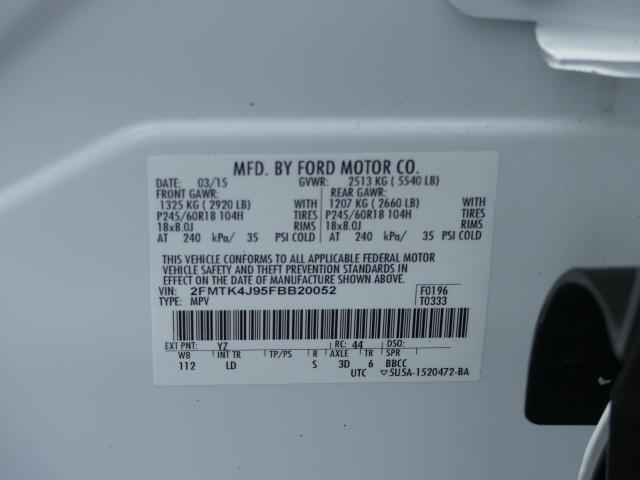 MFD. BY FORD MOTOR CO.
DATE: 03/15 GVWR: 2513 KG ( 5540 LB)
FRONT GAWR: REAR GAWR:
1325 KG ( 2920 LB) WITH 1207 KG ( 2660 LB) WITH
P245/60R18 104H TIRES P245/60R18 104H TIRES
18x8.0J RIMS 18x8.0J RIMS
AT 240 kPa/ 35 PSI COLD AT 240 kPa/ 35 PSI COLD
THIS VEHICLE CONFORMS TO ALL APPLICABLE FEDERAL MOTOR
VEHICLE SAFETY AND THEFT PREVENTION STANDARDS IN
EFFECT ON THE DATE OF MANUFACTURE SHOWN ABOVE.
VIN: 2FMTK4J95FBB20052 F0196
TYPE: MPV T0333
EXT PNT: YZ RC: 44 DSO:
WB INT TR TP/PS R AXLE TR SPR
112 LD S 3D 6 BBCC
UTC ▽5U5A-1520472-BA